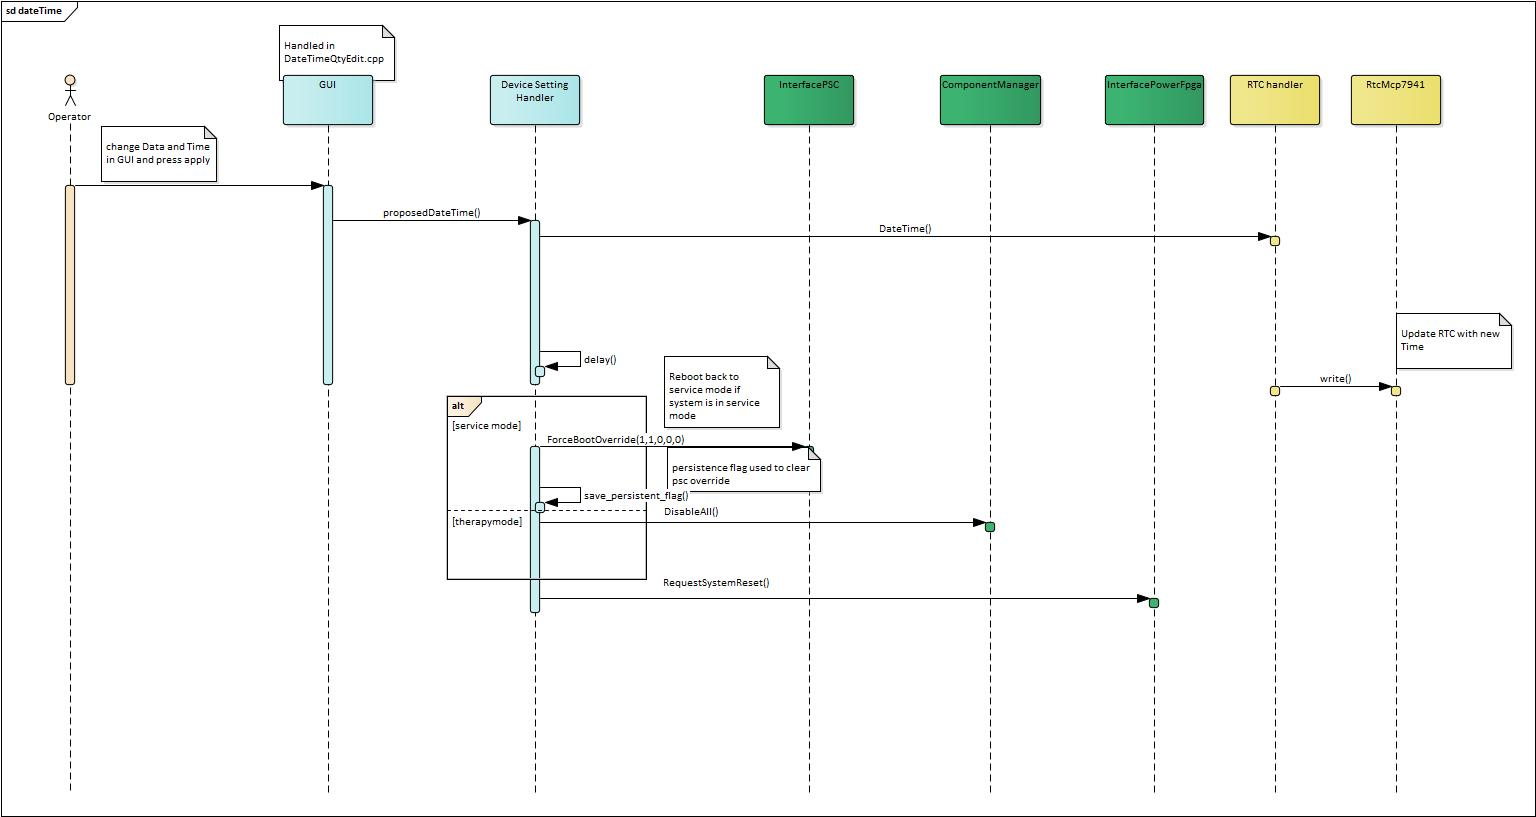 sd dateTime
Handled in
DateTimeQtyEdit.cpp
Operator
GUI
Device Setting
Handler
InterfacePSC
ComponentManager
InterfacePowerFpga
RTC handler
RtcMcp7941
change Data and Time
in GUI and press apply
proposedDateTime()
DateTime()
Update RTC with new
Time
delay()
Reboot back to
service mode if
system is in service
mode
write()
alt
[service mode]
ForceBootOverride(1,1,0,0,0)
persistence flag used to clear
psc override
save_persistent_flag()
[therapymode]
DisableAll()
RequestSystemReset()